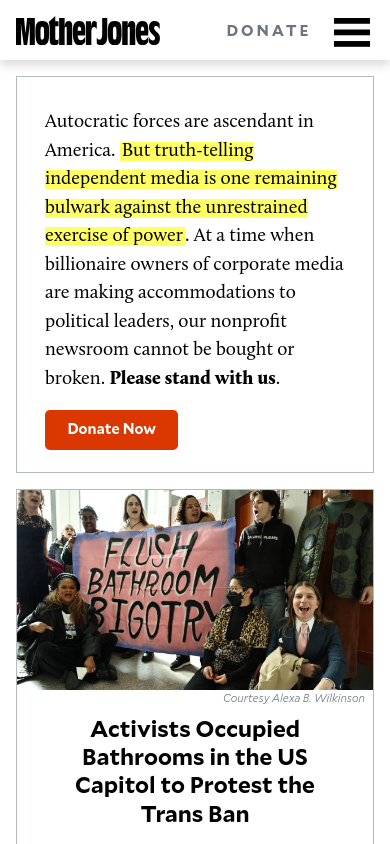 Mother Jones
DONATE
Autocratic forces are ascendant in
America. But truth-telling
independent media is one remaining
bulwark against the unrestrained
exercise of power. At a time when
billionaire owners of corporate media
are making accommodations to
political leaders, our nonprofit
newsroom cannot be bought or
broken. Please stand with us.
Donate Now
FLUSH
BATHROOM
BIGOTRY
Courtesy Alexa B. Wilkinson
Activists Occupied
Bathrooms in the US
Capitol to Protest the
Trans Ban